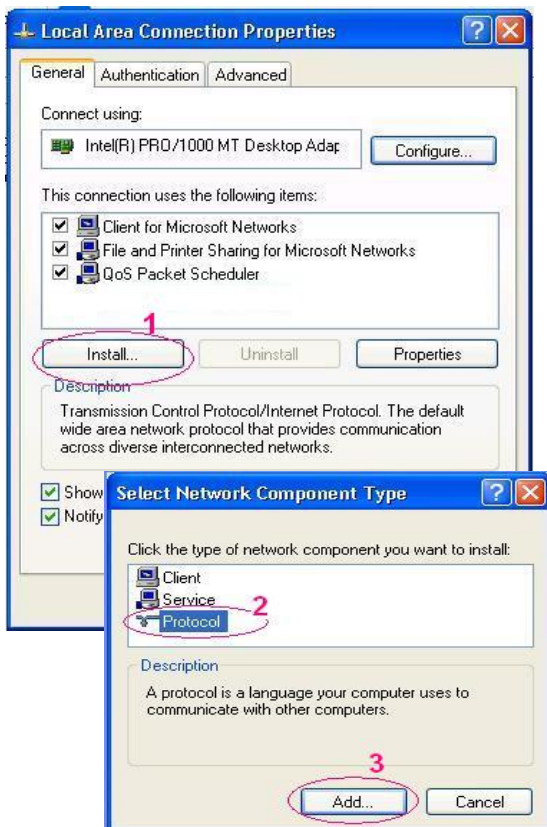 Local Area Connection Properties
General Authentication Advanced
Connect using:
Intel(R) PRO/1000 MT Desktop Adap
Configure...
This connection uses the following items:
Client for Microsoft Networks
File and Printer Sharing for Microsoft Networks
QoS Packet Scheduler
1
Install... Uninstall Properties
Description
Transmission Control Protocol/Internet Protocol. The default
wide area network protocol that provides communication
across diverse interconnected networks.
Show
Notify
Select Network Component Type
Click the type of network component you want to install:
Client
Service
2
Protocol
Description
A protocol is a language your computer uses to
communicate with other computers.
3
Add... Cancel